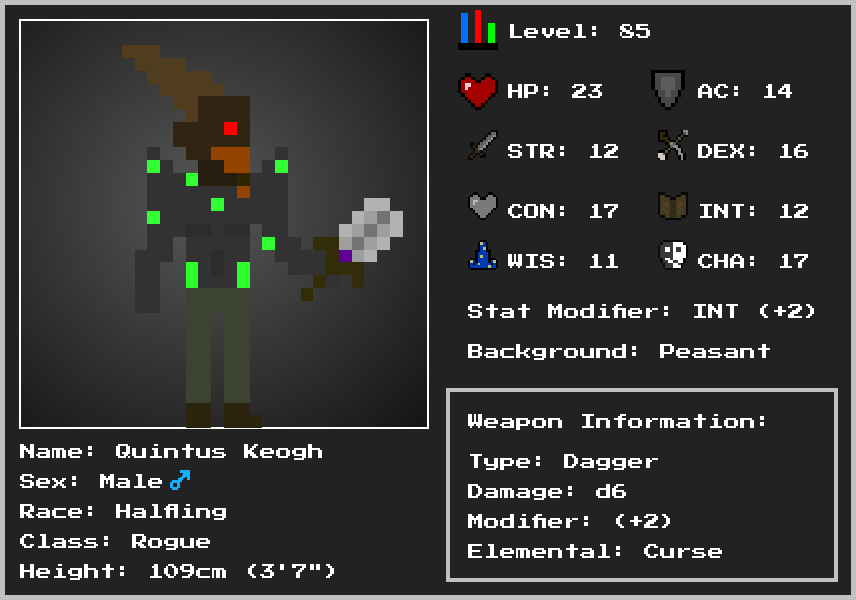 Level: 85
HP: 23
AC: 14
STR: 12
DEX: 16
CON: 17
INT: 12
WIS: 11
CHA: 17
Stat Modifier: INT (+2)
Background: Peasant
Weapon Information:
Type: Dagger
Damage: d6
Modifier: (+2)
Elemental: Curse
Name: Quintus Keogh
Sex: Male ♂
Race: Halfling
Class: Rogue
Height: 109cm (3'7")